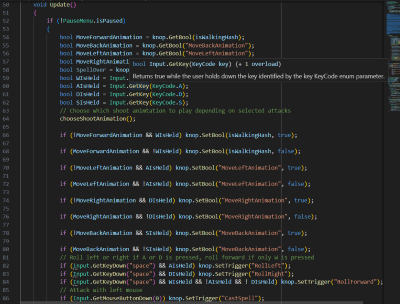 50 void Update()
51 {
52 if (!PauseMenu.isPaused)
53 {
54 bool MoveForwardAnimation = knop.GetBool(isWalkingHash);
55 bool MoveBackAnimation = knop.GetBool("MoveBackAnimation");
56 bool MoveLeftAnimation = knop.GetBool("MoveLeftAnimation");
57 bool MoveRightAnimatio
bool Input.GetKey(KeyCode key) (+ 1 overload)
58 bool SpellOver = knop
Returns true while the user holds down the key identified by the key KeyCode enum parameter.
59 bool WIsHeld = Input.
60 bool AIsHeld = Input.GetKey(KeyCode.A)
61 bool DIsHeld = Input.GetKey(KeyCode.D);
62 bool SIsHeld = Input.GetKey(KeyCode.S);
63 // Choose which shoot animtation to play depending on selected attacks
64 chooseShootAnimation();
65
66 if (!MoveForwardAnimation && WIsHeld) knop.SetBool(isWalkingHash, true);
67
68 if (MoveForwardAnimation && !WIsHeld) knop.SetBool(isWalkingHash, false);
69
70 if (!MoveLeftAnimation && AIsHeld) knop.SetBool("MoveLeftAnimation", true);
71
72 if (MoveLeftAnimation && !AIsHeld) knop.SetBool("MoveLeftAnimation", false);
73
74 if (!MoveRightAnimation && DIsHeld) knop.SetBool("MoveRightAnimation", true);
75
76 if (MoveRightAnimation && !DIsHeld) knop.SetBool("MoveRightAnimation", false);
77
78 if (!MoveBackAnimation && SIsHeld) knop.SetBool("MoveBackAnimation", true);
79
80 if (MoveBackAnimation && !SIsHeld) knop.SetBool("MoveBackAnimation", false);
81 // Roll left or right if A or D is pressed, roll forward if only W is pressed
82 if (Input.GetKeyDown("space") && AIsHeld) knop.SetTrigger("RollLeft");
83 if (Input.GetKeyDown("space") && DIsHeld) knop.SetTrigger("RollRight");
84 if (Input.GetKeyDown("space") && WIsHeld && !AIsHeld && ! DIsHeld) knop.SetTrigger("RollForward");
85 // Attack with left mouse
86 if (Input.GetMouseButtonDown(0)) knop.SetTrigger("CastSpell");